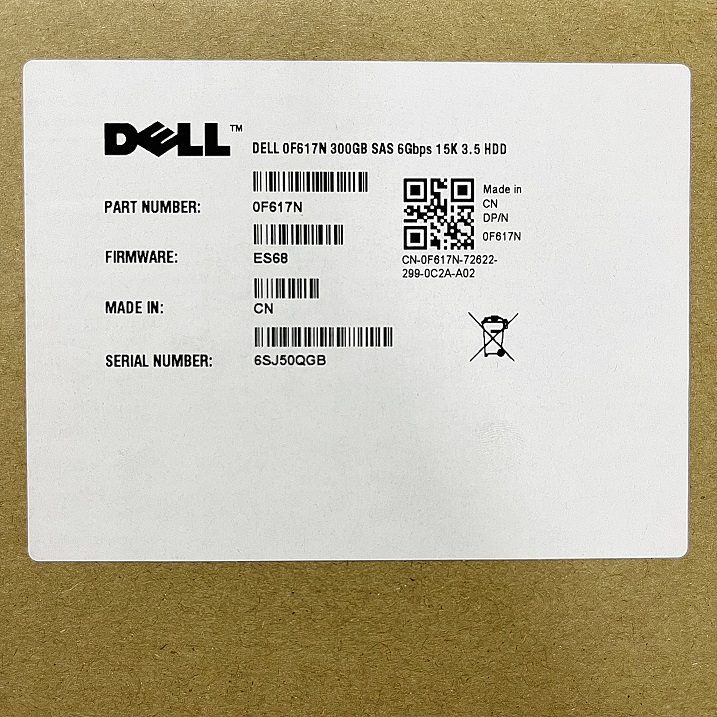 DELL™
DELL 0F617N 300GB SAS 6Gbps 15K 3.5 HDD
PART NUMBER:
0F617N
FIRMWARE:
ES68
MADE IN:
CN
SERIAL NUMBER:
6SJ50QGB
Made in
CN
DP/N
0F617N
CN-0F617N-72622-
299-0C2A-A02